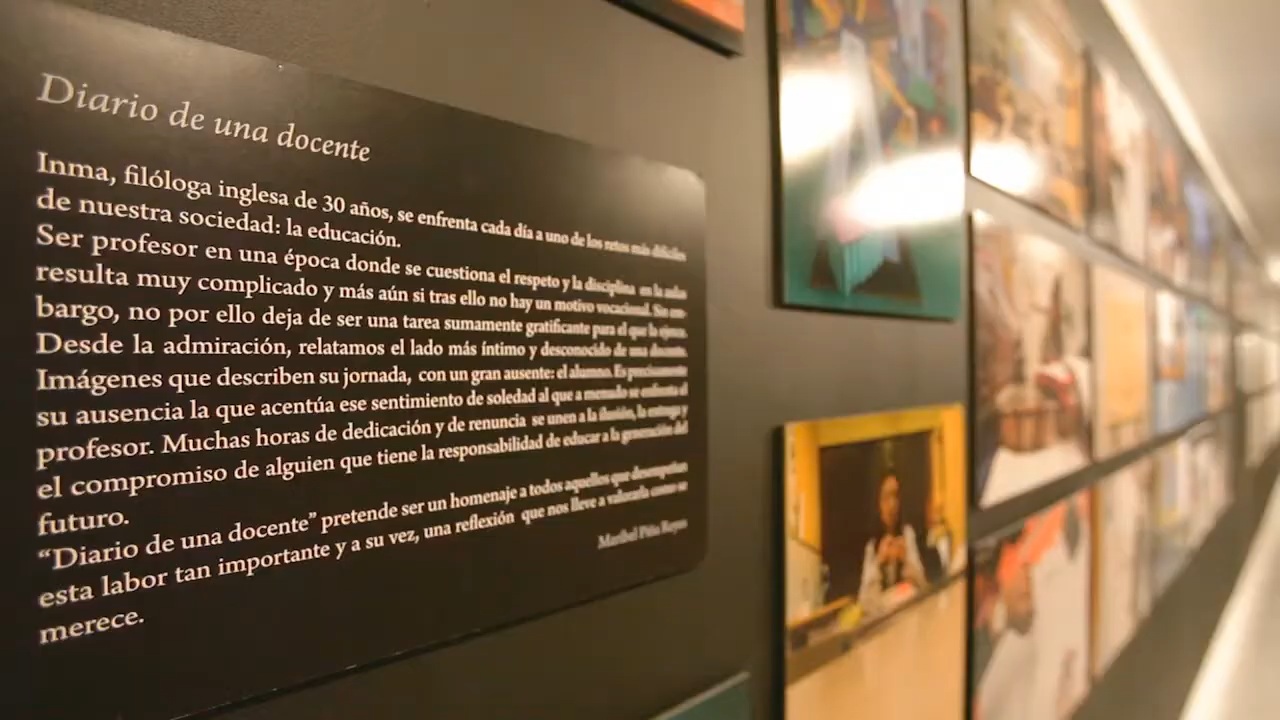 Diario de una docente
Inma, filóloga inglesa de 30 años, se enfrenta cada día a uno de los retos más difíciles
de nuestra sociedad: la educación.
Ser profesor en una época donde se cuestiona el respeto y la disciplina en la aulas
resulta muy complicado y más aún si tras ello no hay un motivo vocacional. Sin em-
bargo, no por ello deja de ser una tarea sumamente gratificante para el que la ejerce.
Desde la admiración, relatamos el lado más íntimo y desconocido de una docente.
Imágenes que describen su jornada, con un gran ausente: el alumno. Es precisamente
su ausencia la que acentúa ese sentimiento de soledad al que a menudo se enfrenta el
profesor. Muchas horas de dedicación y de renuncia se unen a la ilusión, la entrega y
el compromiso de alguien que tiene la responsabilidad de educar a la generación del
futuro.
“Diario de una docente” pretende ser un homenaje a todos aquellos que desempeñan
esta labor tan importante y a su vez, una reflexión que nos lleve a valorarla como se
merece.
Maribel